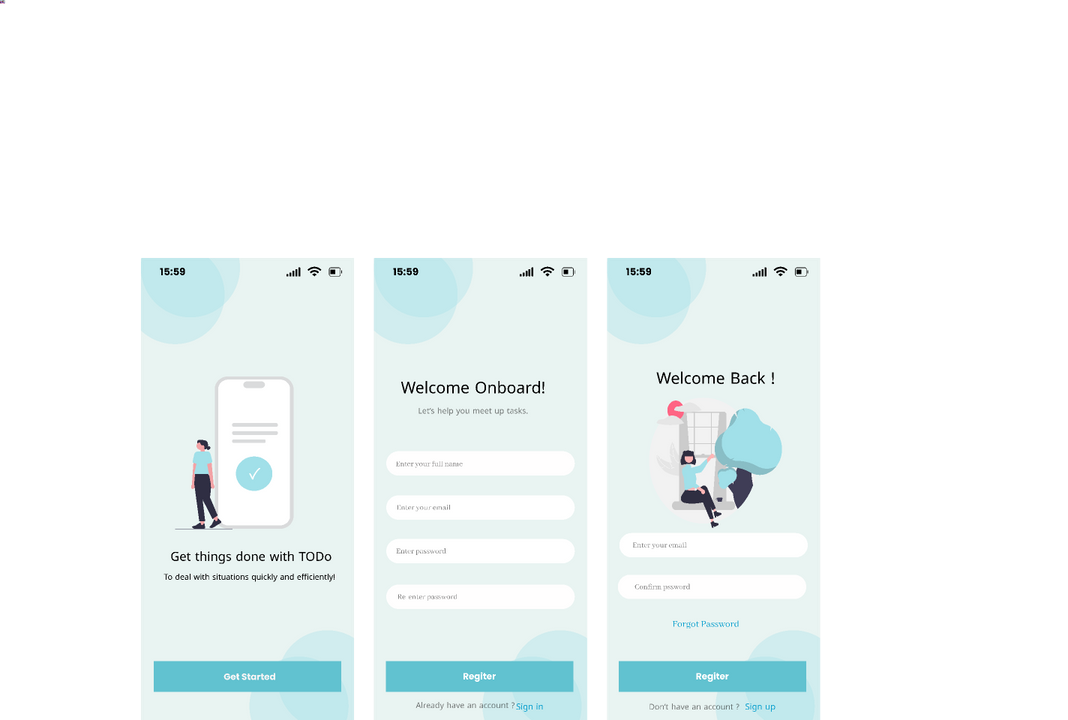 15:59
Get things done with TODo
To deal with situations quickly and efficiently!
Get Started
15:59
Welcome Onboard!
Let's help you meet up tasks.
Enter your full name
Enter your email
Enter password
Re enter password
Regiter
Already have an account ? Sign in
15:59
Welcome Back !
Enter your email
Confirm pasword
Forgot Password
Regiter
Don't have an account ? Sign up